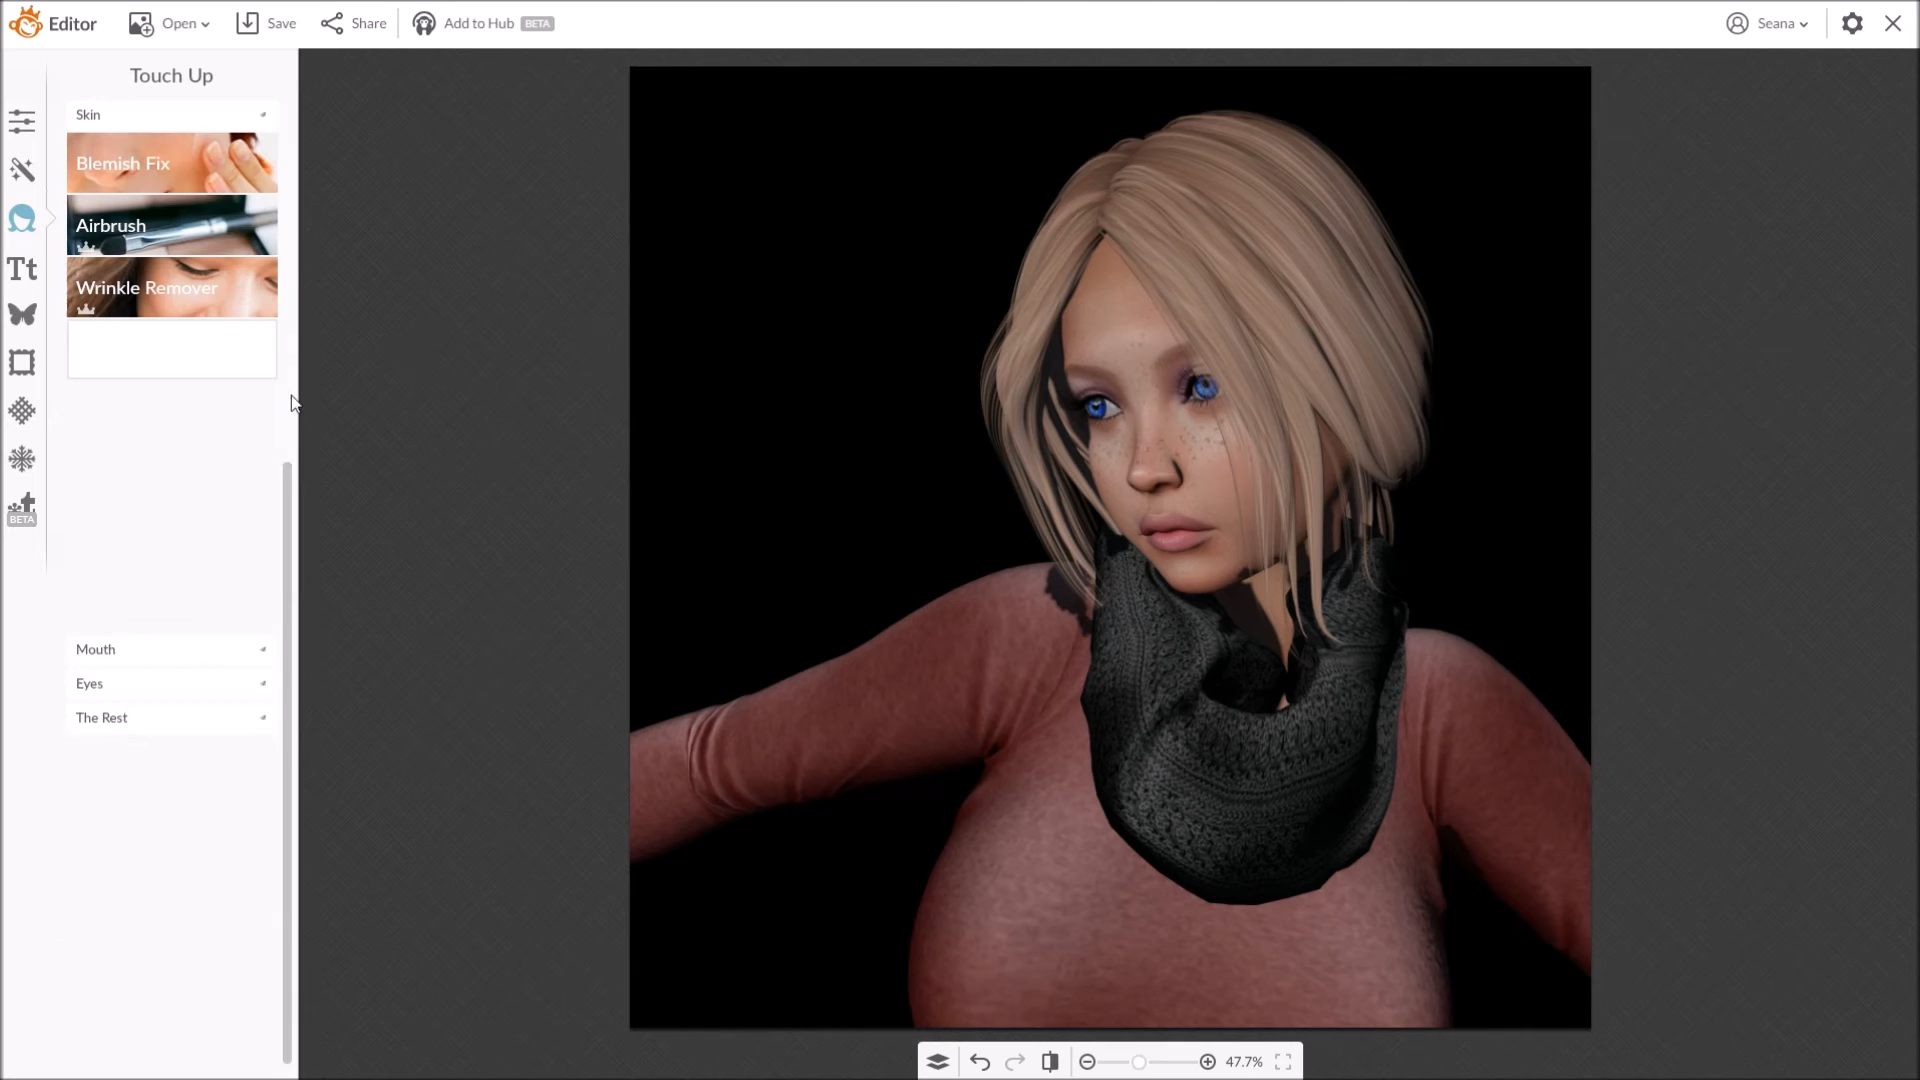 Editor
Open
Save
Share
Add to Hub BETA
Seana
Touch Up
Skin
Blemish Fix
Airbrush
Wrinkle Remover
Tt
t
BETA
Mouth
Eyes
The Rest
47.7%